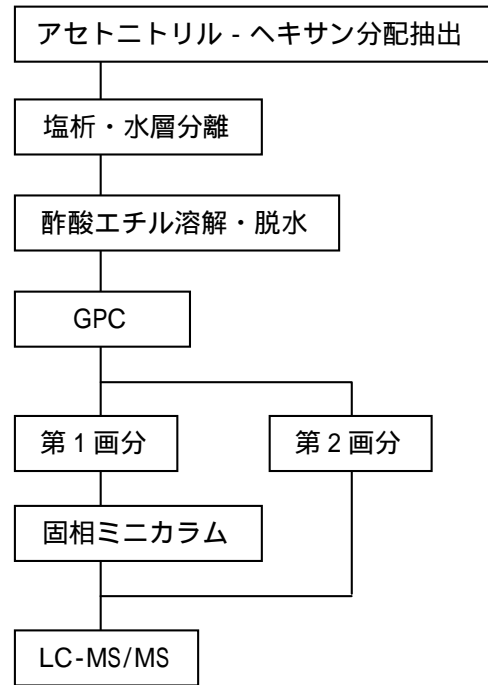 アセトニトリル - ヘキサン分配抽出
塩析・水層分離
酢酸エチル溶解・脱水
GPC
第１画分
第２画分
固相ミニカラム
LC-MS/MS